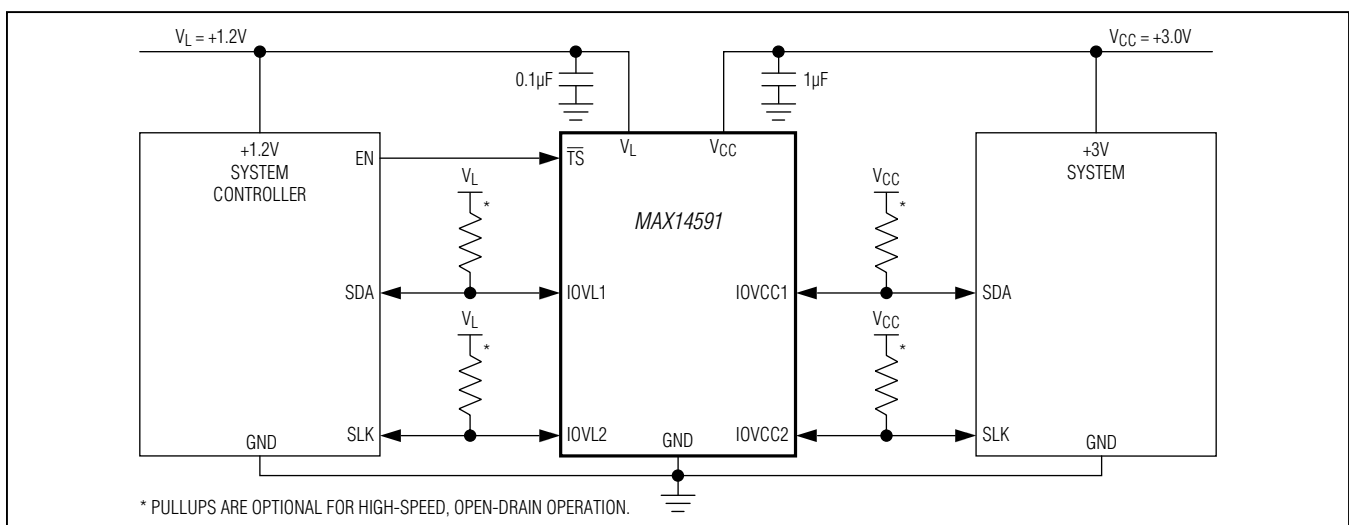 VL = +1.2V
VCC = +3.0V
0.1µF
1µF
+1.2V
SYSTEM
CONTROLLER
EN
SDA
SLK
GND
VL
*
VL
*
TS
VL
VCC
MAX14591
IOVL1
IOVL2
GND
IOVCC1
IOVCC2
VCC
*
VCC
*
+3V
SYSTEM
SDA
SLK
GND
* PULLUPS ARE OPTIONAL FOR HIGH-SPEED, OPEN-DRAIN OPERATION.